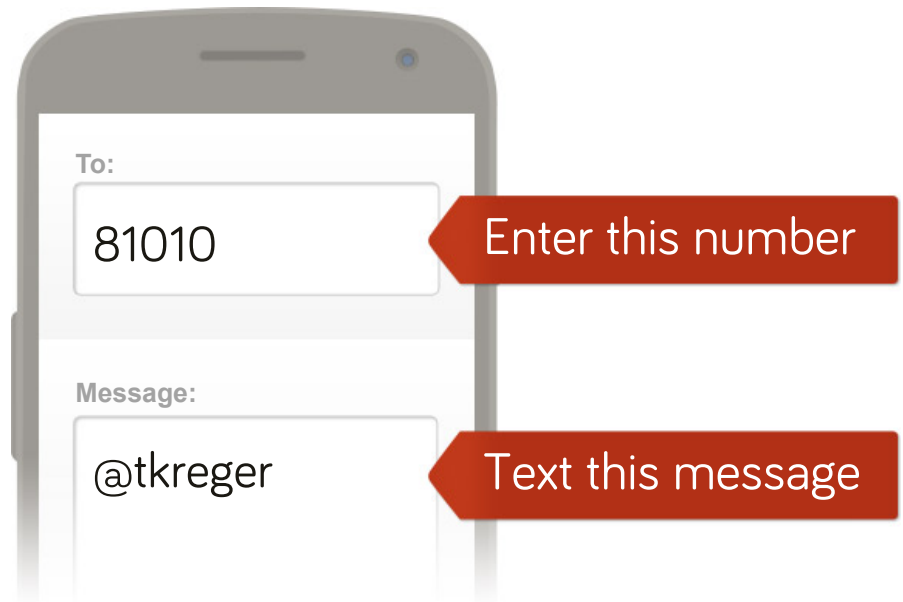 To:
81010
Enter this number
Message:
@tkreger
Text this message